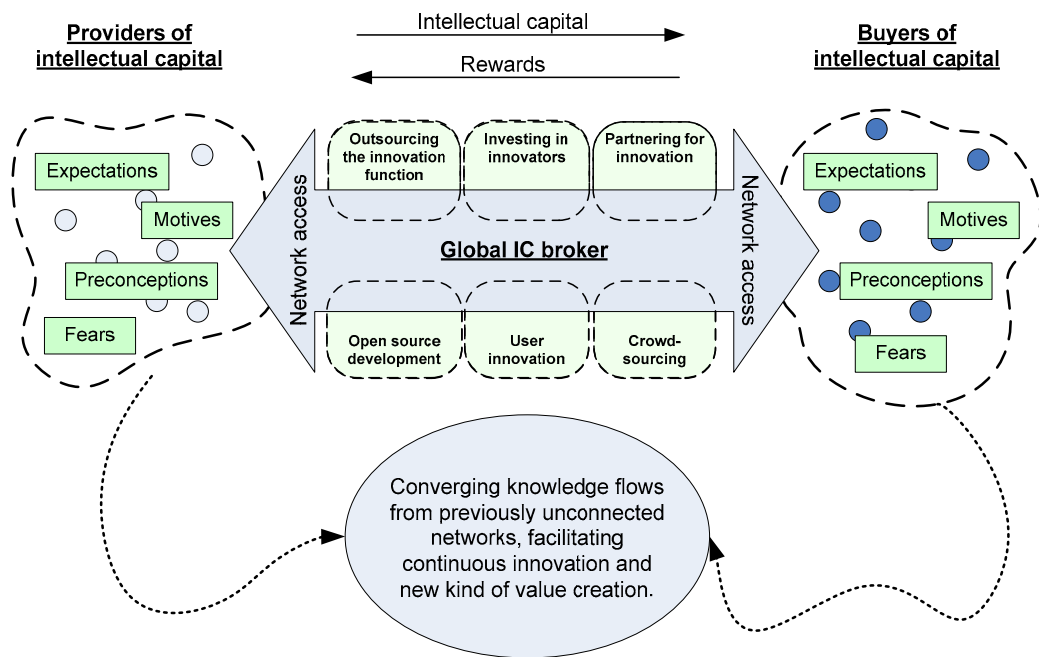 Providers of
intellectual capital
Intellectual capital
Rewards
Buyers of
intellectual capital
Expectations
Motives
Preconceptions
Fears
Network access
Outsourcing
the innovation
function
Investing in
innovators
Partnering for
innovation
Global IC broker
Open source
development
User
innovation
Crowd-
sourcing
Network access
Expectations
Motives
Preconceptions
Fears
Converging knowledge flows
from previously unconnected
networks, facilitating
continuous innovation and
new kind of value creation.